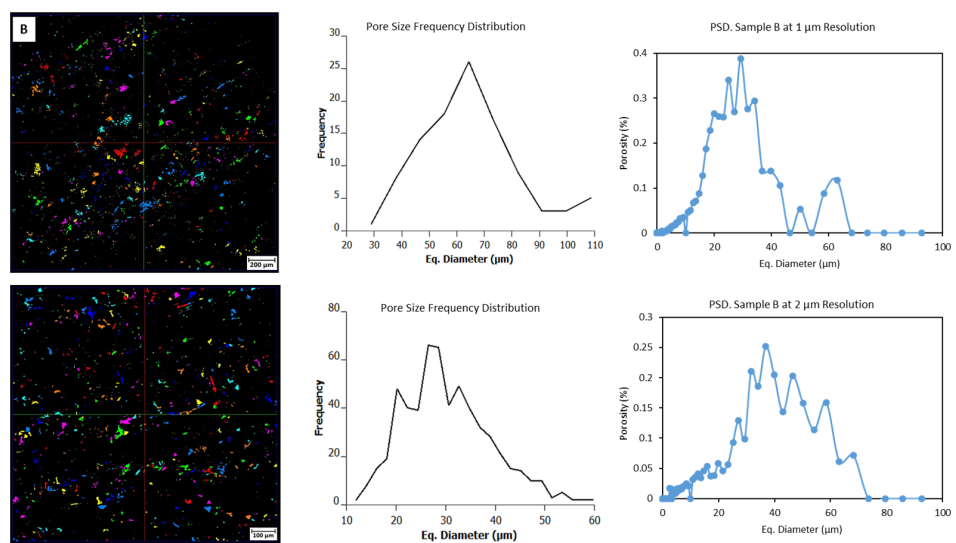 B
200 µm
Pore Size Frequency Distribution
Frequency
30
25
20
15
10
5
0
20 30 40 50 60 70 80 90 100 110
Eq. Diameter (µm)
PSD. Sample B at 1 µm Resolution
Porosity (%)
0.4
0.3
0.2
0.1
0
0 20 40 60 80 100
Eq. Diameter (µm)
100 µm
Pore Size Frequency Distribution
Frequency
80
60
40
20
0
10 20 30 40 50 60
Eq. Diameter (µm)
PSD. Sample B at 2 µm Resolution
Porosity (%)
0.3
0.25
0.2
0.15
0.1
0.05
0
0 20 40 60 80 100
Eq. Diameter (µm)